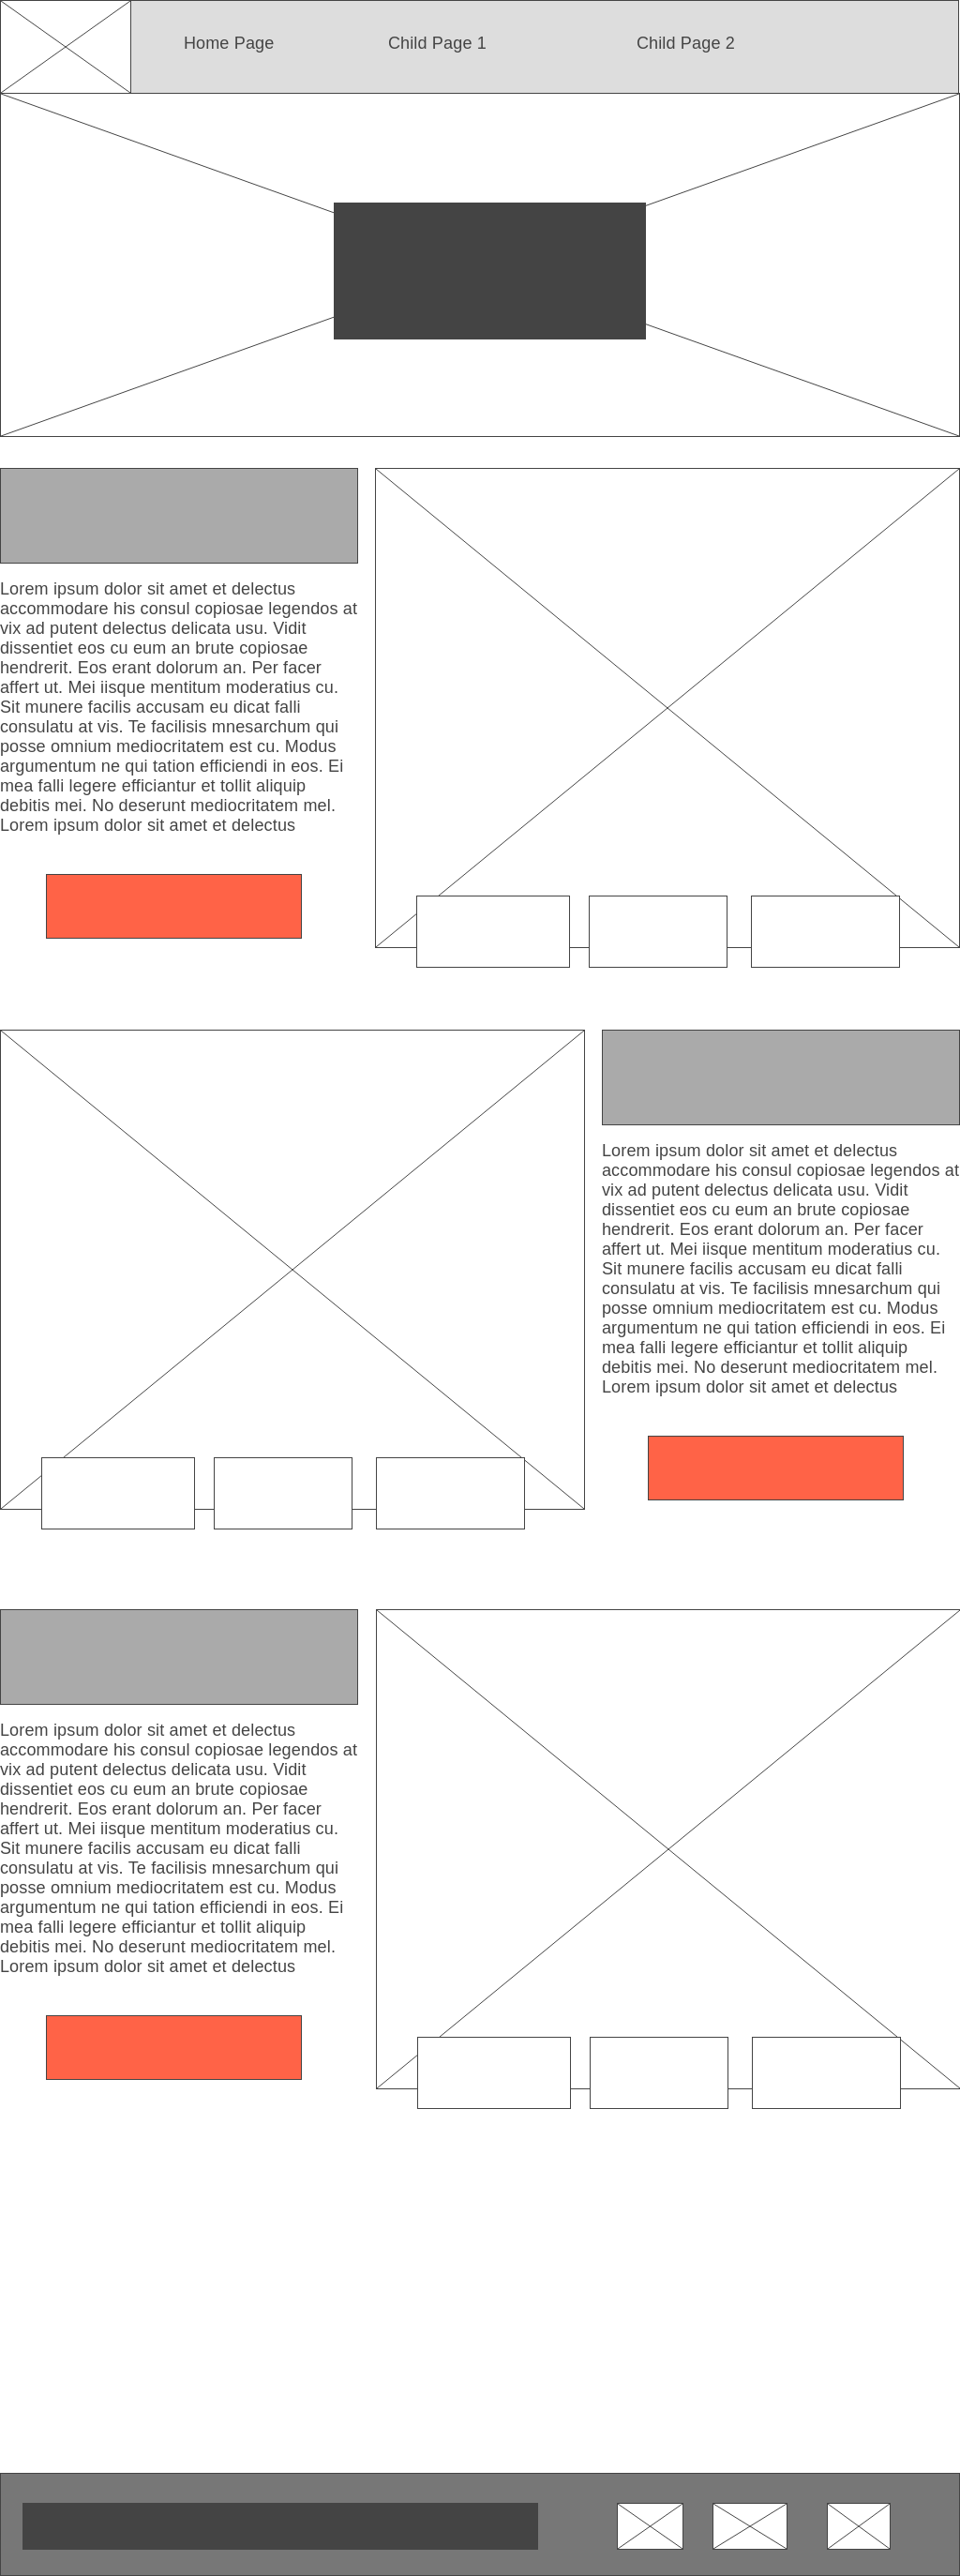 Home Page
Child Page 1
Child Page 2
Lorem ipsum dolor sit amet et delectus
accommodare his consul copiosae legendos at
vix ad putent delectus delicata usu. Vidit
dissentiet eos cu eum an brute copiosae
hendrerit. Eos erant dolorum an. Per facer
affert ut. Mei iisque mentitum moderatius cu.
Sit munere facilis accusam eu dicat falli
consulatu at vis. Te facilisis mnesarchum qui
posse omnium mediocritatem est cu. Modus
argumentum ne qui tation efficiendi in eos. Ei
mea falli legere efficiantur et tollit aliquip
debitis mei. No deserunt mediocritatem mel.
Lorem ipsum dolor sit amet et delectus
Lorem ipsum dolor sit amet et delectus
accommodare his consul copiosae legendos at
vix ad putent delectus delicata usu. Vidit
dissentiet eos cu eum an brute copiosae
hendrerit. Eos erant dolorum an. Per facer
affert ut. Mei iisque mentitum moderatius cu.
Sit munere facilis accusam eu dicat falli
consulatu at vis. Te facilisis mnesarchum qui
posse omnium mediocritatem est cu. Modus
argumentum ne qui tation efficiendi in eos. Ei
mea falli legere efficiantur et tollit aliquip
debitis mei. No deserunt mediocritatem mel.
Lorem ipsum dolor sit amet et delectus
Lorem ipsum dolor sit amet et delectus
accommodare his consul copiosae legendos at
vix ad putent delectus delicata usu. Vidit
dissentiet eos cu eum an brute copiosae
hendrerit. Eos erant dolorum an. Per facer
affert ut. Mei iisque mentitum moderatius cu.
Sit munere facilis accusam eu dicat falli
consulatu at vis. Te facilisis mnesarchum qui
posse omnium mediocritatem est cu. Modus
argumentum ne qui tation efficiendi in eos. Ei
mea falli legere efficiantur et tollit aliquip
debitis mei. No deserunt mediocritatem mel.
Lorem ipsum dolor sit amet et delectus